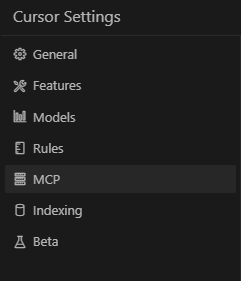 Cursor Settings
General
Features
Models
Rules
MCP
Indexing
Beta